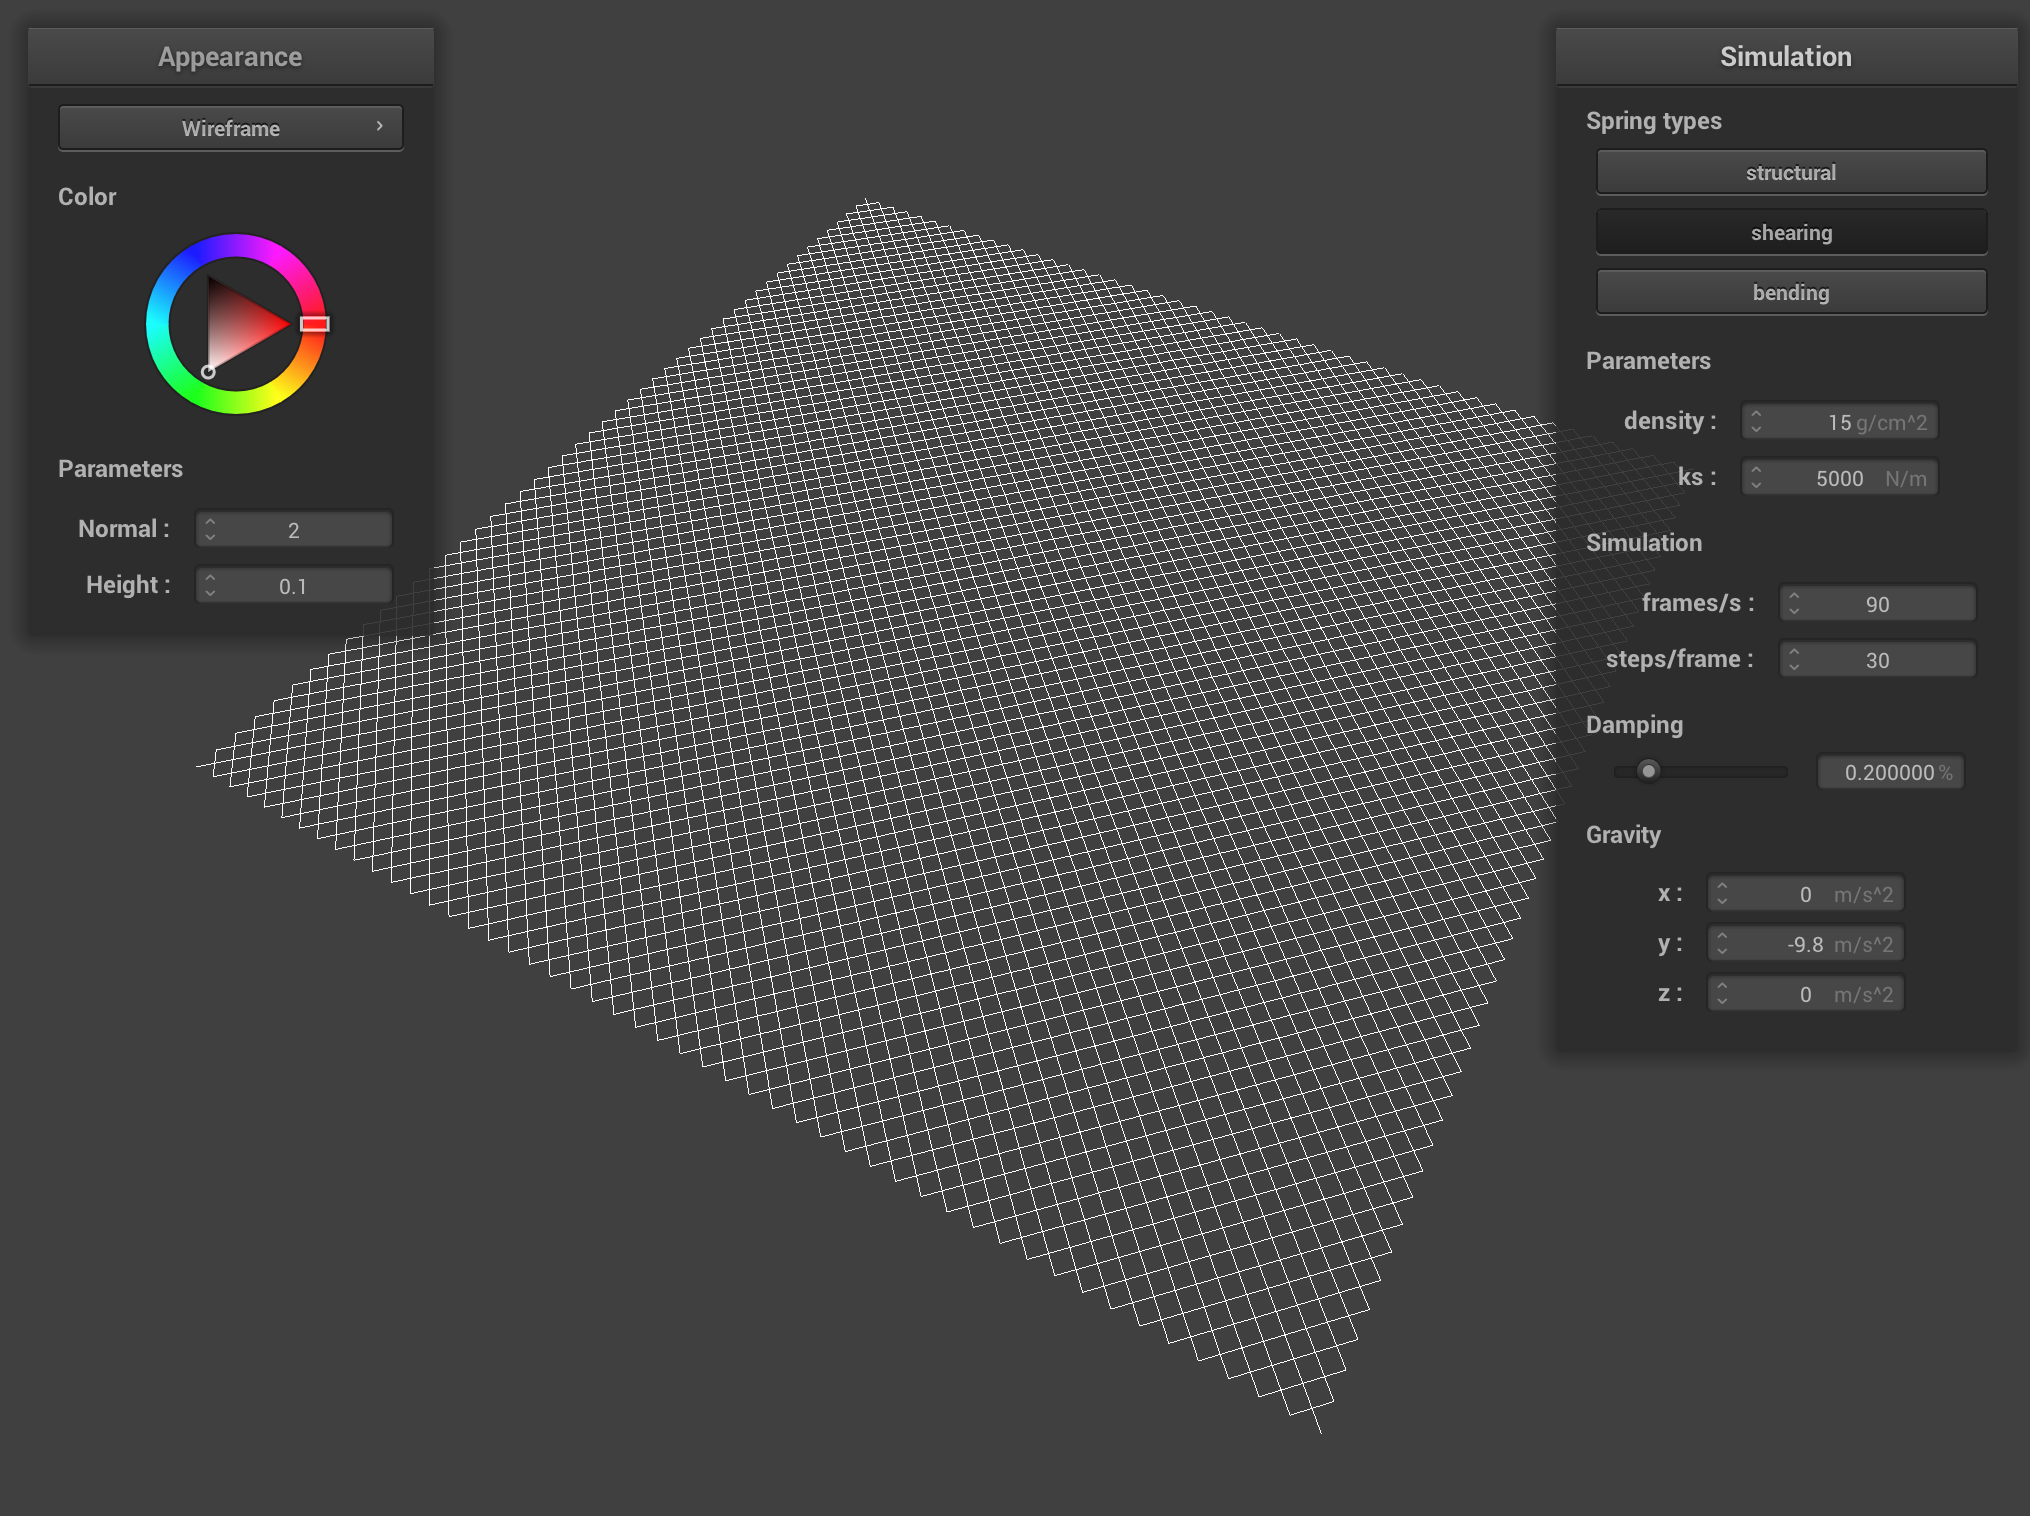 Appearance
Wireframe
Color
Parameters
Normal : 2
Height : 0.1
Simulation
Spring types
structural
shearing
bending
Parameters
density : 15 g/cm^2
ks : 5000 N/m
Simulation
frames/s : 90
steps/frame : 30
Damping
0.200000 %
Gravity
x : 0 m/s^2
y : -9.8 m/s^2
z : 0 m/s^2